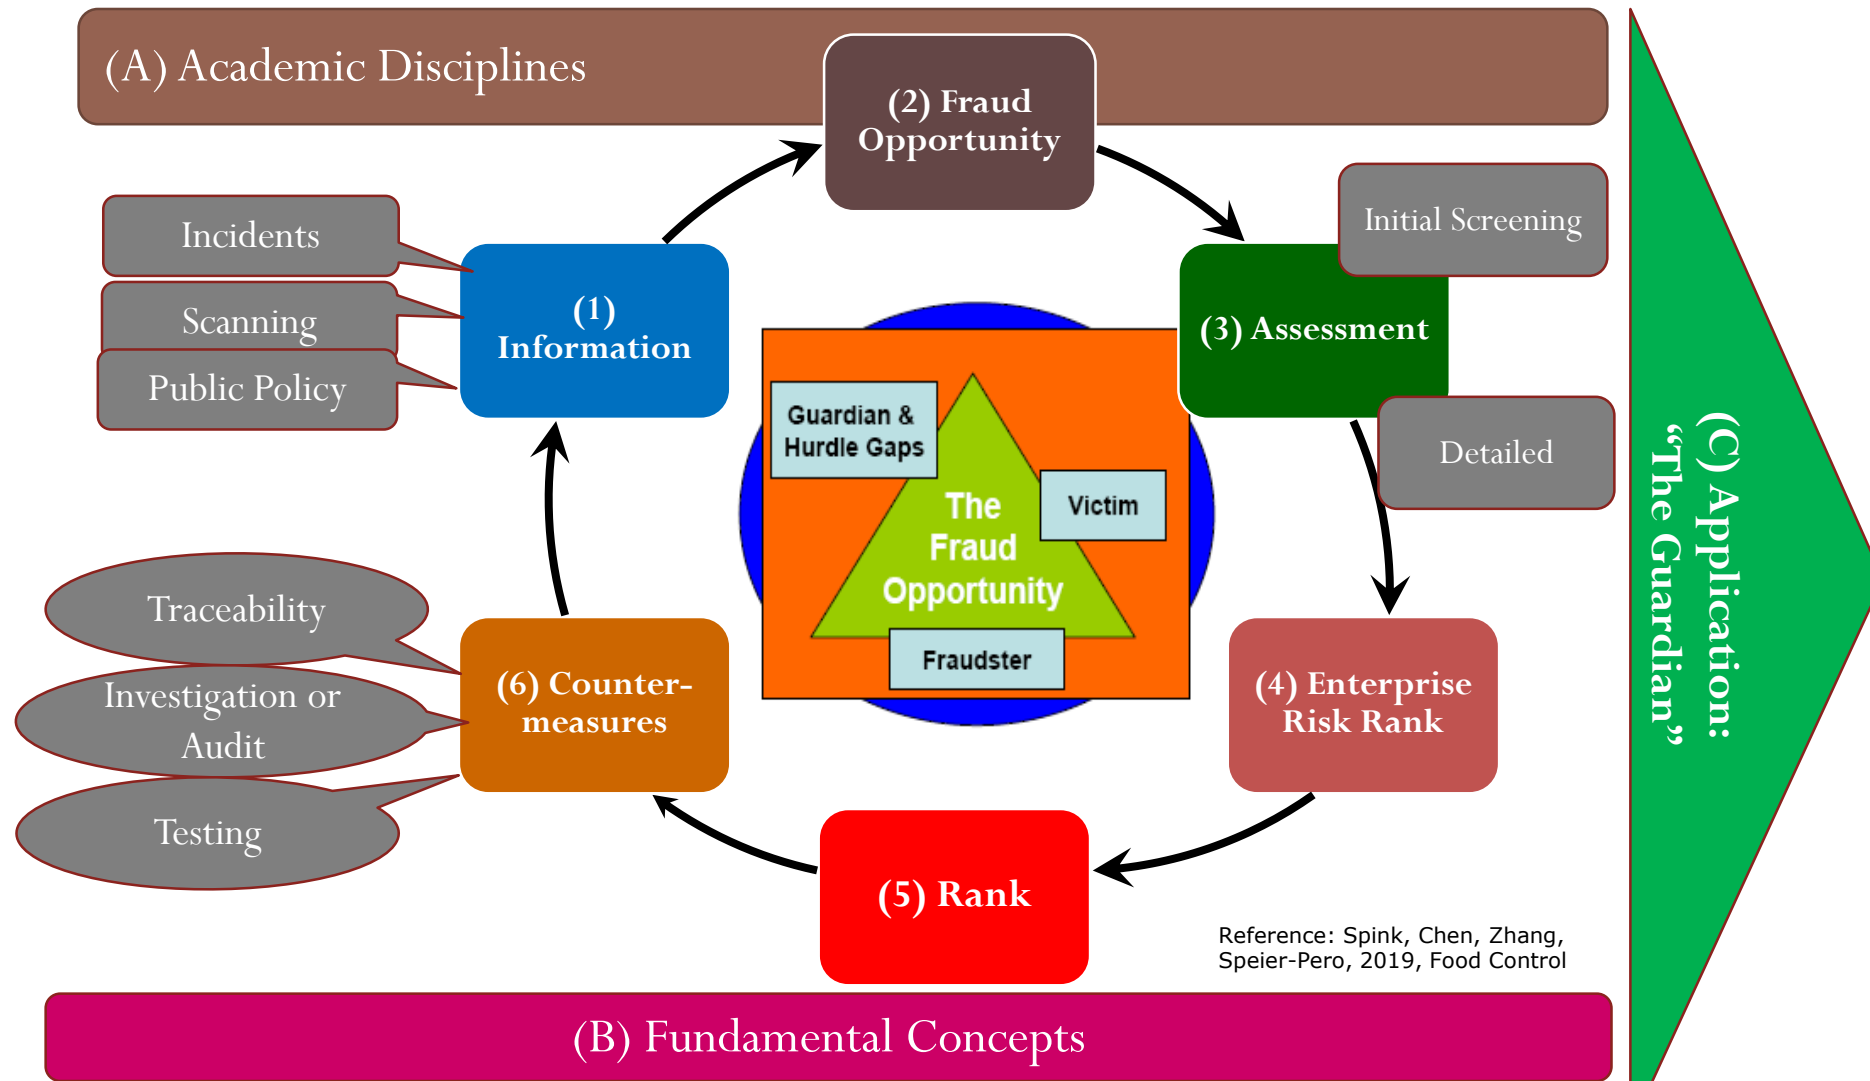 (A) Academic Disciplines
(2) Fraud
Opportunity
Initial Screening
Incidents
Scanning
Public Policy
(1)
Information
(3) Assessment
Detailed
Guardian &
Hurdle Gaps
Victim
The
Fraud
Opportunity
Fraudster
(C) Application:
“The Guardian”
Traceability
Investigation or
Audit
Testing
(6) Counter-
measures
(4) Enterprise
Risk Rank
(5) Rank
Reference: Spink, Chen, Zhang,
Speier-Pero, 2019, Food Control
(B) Fundamental Concepts